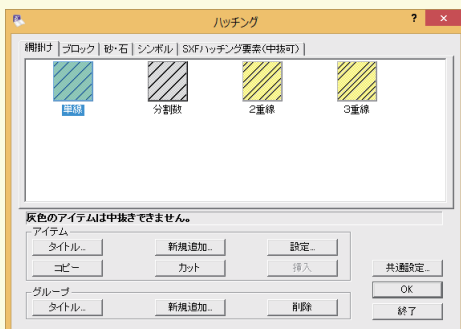 ハッチング
? ×
網掛け ブロック 砂・石 シンボル SXFハッチング要素(中抜可)
単線 分割数 2重線 3重線
灰色のアイテムは中抜きできません。
アイテム
タイトル... 新規追加... 設定...
コピー カット 挿入 共通設定...
グループ OK
タイトル... 新規追加... 削除 終了